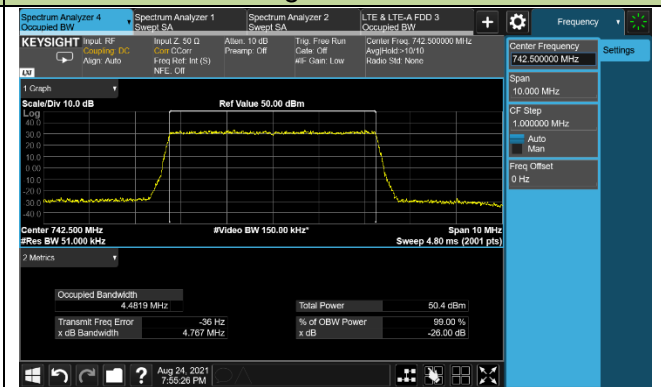 Spectrum Analyzer 4
Occupied BW
Spectrum Analyzer 1
Swept SA
Spectrum Analyzer 2
Swept SA
LTE & LTE-A FDD 3
Occupied BW
+
Frequency
KEYSIGHT
LXI
Input: RF
Coupling: DC
Align: Auto
Input Z: 50 Ω
Corr CCorr
Freq Ref: Int (S)
NFE: Off
Atten: 10 dB
Preamp: Off
Trig: Free Run
Gate: Off
#IF Gain: Low
Center Freq: 742.500000 MHz
Avg|Hold:>10/10
Radio Std: None
Center Frequency
742.500000 MHz
Settings
Span
10.000 MHz
CF Step
1.000000 MHz
Auto
Man
Freq Offset
0 Hz
1 Graph
Scale/Div 10.0 dB
Ref Value 50.00 dBm
Log
40.0
30.0
20.0
10.0
0.00
-10.0
-20.0
-30.0
-40.0
Center 742.500 MHz
#Video BW 150.00 kHz*
Span 10 MHz
#Res BW 51.000 kHz
Sweep 4.80 ms (2001 pts)
2 Metrics
Occupied Bandwidth
4.4819 MHz
Total Power
50.4 dBm
Transmit Freq Error
-36 Hz
% of OBW Power
99.00 %
x dB Bandwidth
4.767 MHz
x dB
-26.00 dB
?
Aug 24, 2021
7:55:26 PM